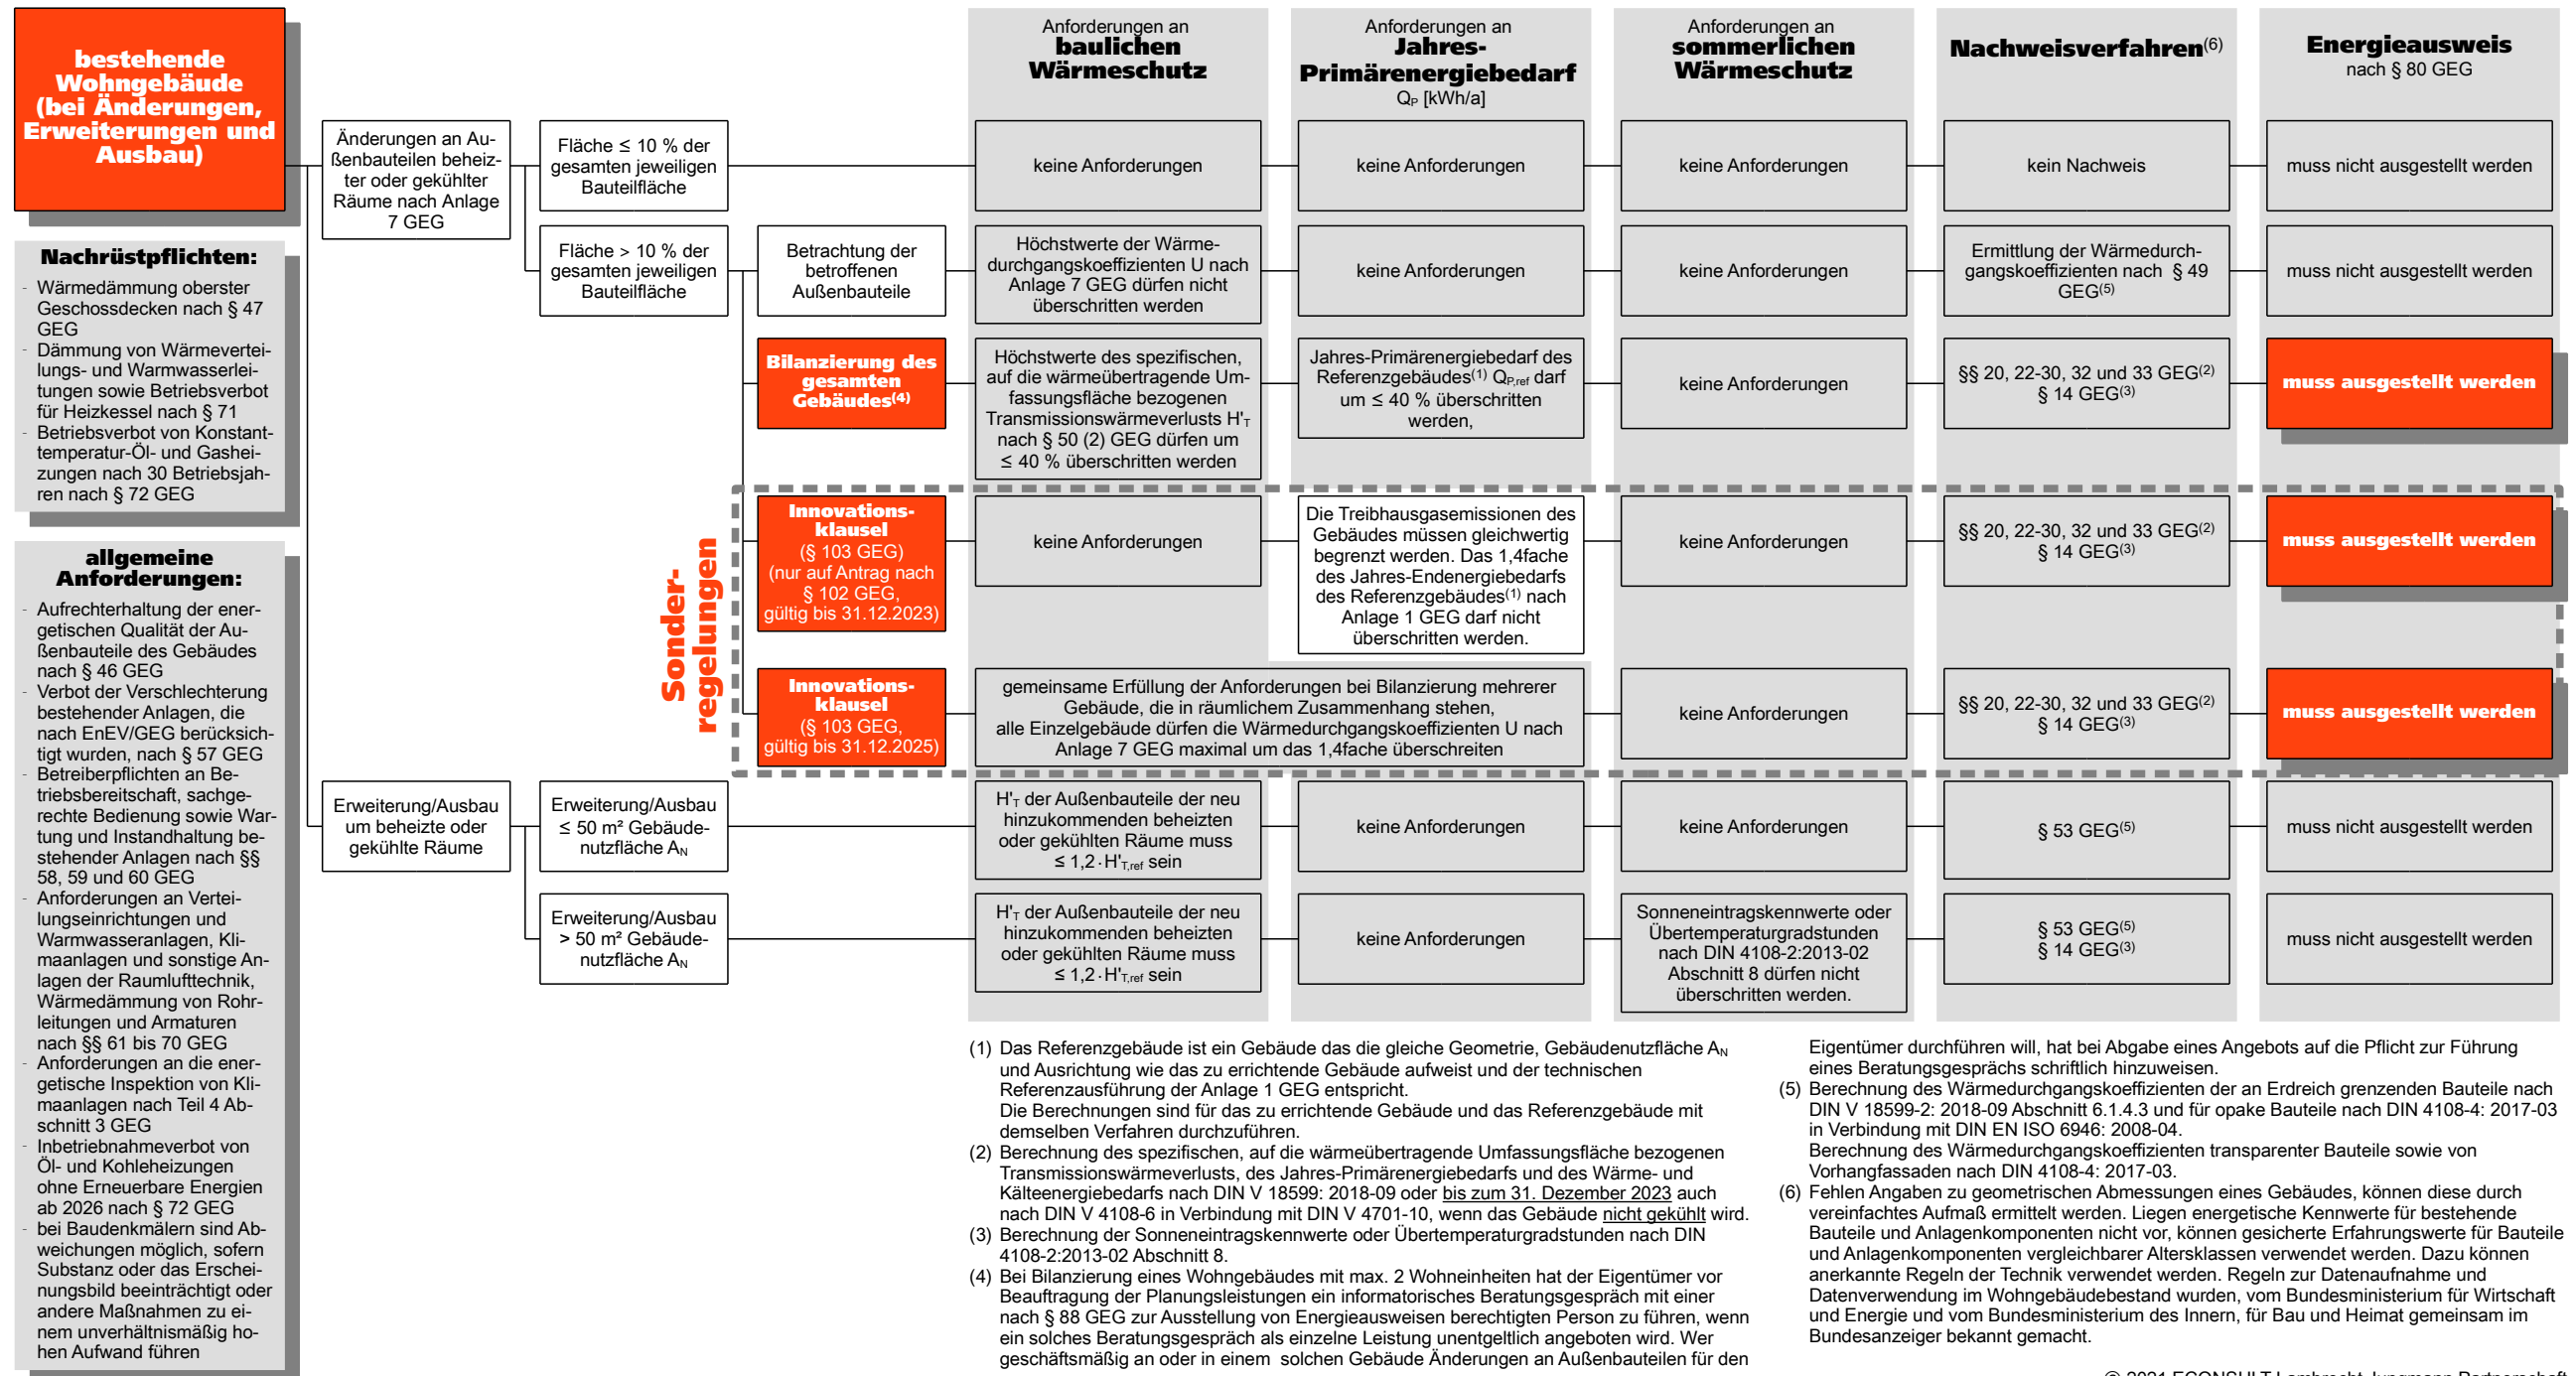 bestehende
Wohngebäude
(bei Änderungen,
Erweiterungen und
Ausbau)
Nachrüstpflichten:
- Wärmedämmung oberster
Geschossdecken nach § 47
GEG
- Dämmung von Wärmevertei-
lungs- und Warmwasserlei-
tungen sowie Betriebsverbot
für Heizkessel nach § 71
- Betriebsverbot von Konstant-
temperatur-Öl- und Gashei-
zungen nach 30 Betriebsjah-
ren nach § 72 GEG
allgemeine
Anforderungen:
- Aufrechterhaltung der ener-
getischen Qualität der Au-
ßenbauteile des Gebäudes
nach § 46 GEG
- Verbot der Verschlechterung
bestehender Anlagen, die
nach EnEV/GEG berücksich-
tigt wurden, nach § 57 GEG
- Betreiberpflichten an Be-
triebsbereitschaft, sachge-
rechte Bedienung sowie War-
tung und Instandhaltung be-
stehender Anlagen nach §§
58, 59 und 60 GEG
- Anforderungen an Vertei-
lungseinrichtungen und
Warmwasseranlagen, Kli-
maanlagen und sonstige An-
lagen der Raumlufttechnik,
Wärmedämmung von Rohr-
leitungen und Armaturen
nach §§ 61 bis 70 GEG
- Anforderungen an die ener-
getische Inspektion von Kli-
maanlagen nach Teil 4 Ab-
schnitt 3 GEG
- Inbetriebnahmeverbot von
Öl- und Kohleheizungen
ohne Erneuerbare Energien
ab 2026 nach § 72 GEG
- bei Baudenkmälern sind Ab-
weichungen möglich, sofern
Substanz oder das Erschei-
nungsbild beeinträchtigt oder
andere Maßnahmen zu ei-
nem unverhältnismäßig ho-
hen Aufwand führen
Anforderungen an
baulichen
Wärmeschutz
Anforderungen an
Jahres-
Primärenergiebedarf
QP [kWh/a]
Anforderungen an
sommerlichen
Wärmeschutz
Nachweisverfahren(6)
Energieausweis
nach § 80 GEG
Änderungen an Au-
ßenbauteilen beheiz-
ter oder gekühlter
Räume nach Anlage
7 GEG
Fläche ≤ 10 % der
gesamten jeweiligen
Bauteilfläche
keine Anforderungen
keine Anforderungen
keine Anforderungen
kein Nachweis
muss nicht ausgestellt werden
Fläche > 10 % der
gesamten jeweiligen
Bauteilfläche
Betrachtung der
betroffenen
Außenbauteile
Höchstwerte der Wärme-
durchgangskoeffizienten U nach
Anlage 7 GEG dürfen nicht
überschritten werden
keine Anforderungen
keine Anforderungen
Ermittlung der Wärmedurch-
gangskoeffizienten nach § 49
GEG(5)
muss nicht ausgestellt werden
Bilanzierung des
gesamten
Gebäudes(4)
Höchstwerte des spezifischen,
auf die wärmeübertragende Um-
fassungsfläche bezogenen
Transmissionswärmeverlusts H'T
nach § 50 (2) GEG dürfen um
≤ 40 % überschritten werden
Jahres-Primärenergiebedarf des
Referenzgebäudes(1) QP,ref darf
um ≤ 40 % überschritten
werden,
keine Anforderungen
§§ 20, 22-30, 32 und 33 GEG(2)
§ 14 GEG(3)
muss ausgestellt werden
Sonder-
regelungen
Innovations-
klausel
(§ 103 GEG)
(nur auf Antrag nach
§ 102 GEG,
gültig bis 31.12.2023)
keine Anforderungen
Die Treibhausgasemissionen des
Gebäudes müssen gleichwertig
begrenzt werden. Das 1,4fache
des Jahres-Endenergiebedarfs
des Referenzgebäudes(1) nach
Anlage 1 GEG darf nicht
überschritten werden.
keine Anforderungen
§§ 20, 22-30, 32 und 33 GEG(2)
§ 14 GEG(3)
muss ausgestellt werden
Innovations-
klausel
(§ 103 GEG,
gültig bis 31.12.2025)
gemeinsame Erfüllung der Anforderungen bei Bilanzierung mehrerer
Gebäude, die in räumlichem Zusammenhang stehen,
alle Einzelgebäude dürfen die Wärmedurchgangskoeffizienten U nach
Anlage 7 GEG maximal um das 1,4fache überschreiten
keine Anforderungen
§§ 20, 22-30, 32 und 33 GEG(2)
§ 14 GEG(3)
muss ausgestellt werden
Erweiterung/Ausbau
um beheizte oder
gekühlte Räume
Erweiterung/Ausbau
≤ 50 m² Gebäude-
nutzfläche AN
H'T der Außenbauteile der neu
hinzukommenden beheizten
oder gekühlten Räume muss
≤ 1,2·H'T,ref sein
keine Anforderungen
keine Anforderungen
§ 53 GEG(5)
muss nicht ausgestellt werden
Erweiterung/Ausbau
> 50 m² Gebäude-
nutzfläche AN
H'T der Außenbauteile der neu
hinzukommenden beheizten
oder gekühlten Räume muss
≤ 1,2·H'T,ref sein
keine Anforderungen
Sonneneintragskennwerte oder
Übertemperaturgradstunden
nach DIN 4108-2:2013-02
Abschnitt 8 dürfen nicht
überschritten werden.
§ 53 GEG(5)
§ 14 GEG(3)
muss nicht ausgestellt werden
(1) Das Referenzgebäude ist ein Gebäude das die gleiche Geometrie, Gebäudenutzfläche AN
und Ausrichtung wie das zu errichtende Gebäude aufweist und der technischen
Referenzausführung der Anlage 1 GEG entspricht.
Die Berechnungen sind für das zu errichtende Gebäude und das Referenzgebäude mit
demselben Verfahren durchzuführen.
(2) Berechnung des spezifischen, auf die wärmeübertragende Umfassungsfläche bezogenen
Transmissionswärmeverlusts, des Jahres-Primärenergiebedarfs und des Wärme- und
Kälteenergiebedarfs nach DIN V 18599: 2018-09 oder bis zum 31. Dezember 2023 auch
nach DIN V 4108-6 in Verbindung mit DIN V 4701-10, wenn das Gebäude nicht gekühlt wird.
(3) Berechnung der Sonneneintragskennwerte oder Übertemperaturgradstunden nach DIN
4108-2:2013-02 Abschnitt 8.
(4) Bei Bilanzierung eines Wohngebäudes mit max. 2 Wohneinheiten hat der Eigentümer vor
Beauftragung der Planungsleistungen ein informatorisches Beratungsgespräch mit einer
nach § 88 GEG zur Ausstellung von Energieausweisen berechtigten Person zu führen, wenn
ein solches Beratungsgespräch als einzelne Leistung unentgeltlich angeboten wird. Wer
geschäftsmäßig an oder in einem solchen Gebäude Änderungen an Außenbauteilen für den
Eigentümer durchführen will, hat bei Abgabe eines Angebots auf die Pflicht zur Führung
eines Beratungsgesprächs schriftlich hinzuweisen.
(5) Berechnung des Wärmedurchgangskoeffizienten der an Erdreich grenzenden Bauteile nach
DIN V 18599-2: 2018-09 Abschnitt 6.1.4.3 und für opake Bauteile nach DIN 4108-4: 2017-03
in Verbindung mit DIN EN ISO 6946: 2008-04.
Berechnung des Wärmedurchgangskoeffizienten transparenter Bauteile sowie von
Vorhangfassaden nach DIN 4108-4: 2017-03.
(6) Fehlen Angaben zu geometrischen Abmessungen eines Gebäudes, können diese durch
vereinfachtes Aufmaß ermittelt werden. Liegen energetische Kennwerte für bestehende
Bauteile und Anlagenkomponenten nicht vor, können gesicherte Erfahrungswerte für Bauteile
und Anlagenkomponenten vergleichbarer Altersklassen verwendet werden. Dazu können
anerkannte Regeln der Technik verwendet werden. Regeln zur Datenaufnahme und
Datenverwendung im Wohngebäudebestand wurden, vom Bundesministerium für Wirtschaft
und Energie und vom Bundesministerium des Innern, für Bau und Heimat gemeinsam im
Bundesanzeiger bekannt gemacht.
© 2021 ECONSULT Lambrecht Jungmann Partnerschaft